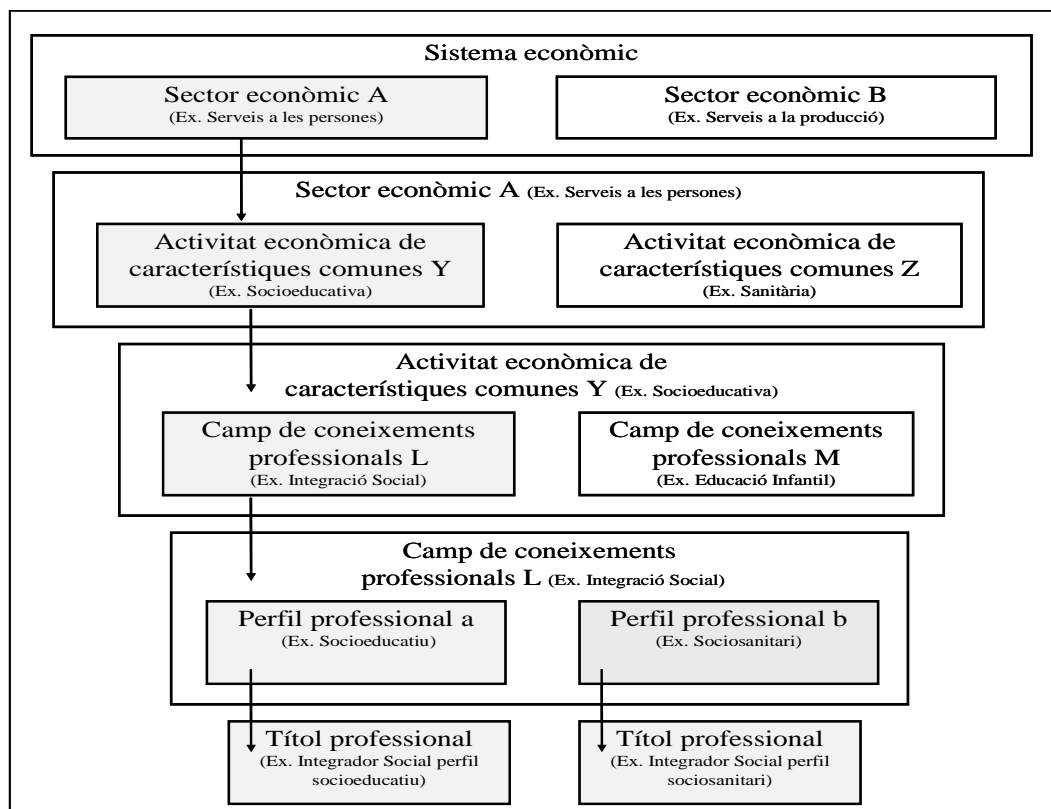 Sistema econòmic
Sector econòmic A
(Ex. Serveis a les persones)
Sector econòmic B
(Ex. Serveis a la producció)
Sector econòmic A (Ex. Serveis a les persones)
Activitat econòmica de
característiques comunes Y
(Ex. Socioeducativa)
Activitat econòmica de
característiques comunes Z
(Ex. Sanitària)
Activitat econòmica de
característiques comunes Y (Ex. Socioeducativa)
Camp de coneixements
professionals L
(Ex. Integració Social)
Camp de coneixements
professionals M
(Ex. Educació Infantil)
Camp de coneixements
professionals L (Ex. Integració Social)
Perfil professional a
(Ex. Socioeducatiu)
Perfil professional b
(Ex. Sociosanitari)
Títol professional
(Ex. Integrador Social perfil
socioeducatiu)
Títol professional
(Ex. Integrador Social perfil
sociosanitari)